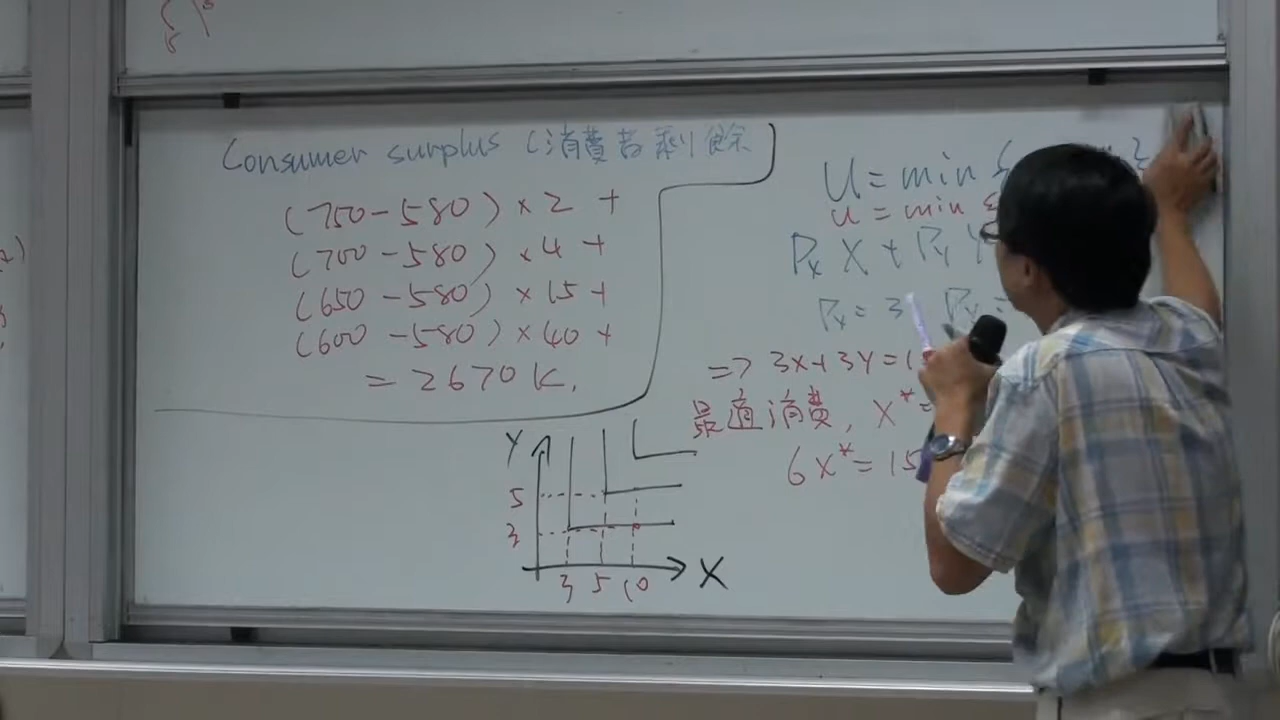 Consumer surplus (消費者剩餘)
(750-580) × 2 +
(700-580) × 4 +
(650-580) × 15 +
(600-580) × 40 +
= 2670 K.
U = min {
u = min {
Px X + Py Y
Px = 3 Px =
=> 3X+3Y=1
最適消費, X* =
6X* = 15
Y
5
3
3 5 10 X